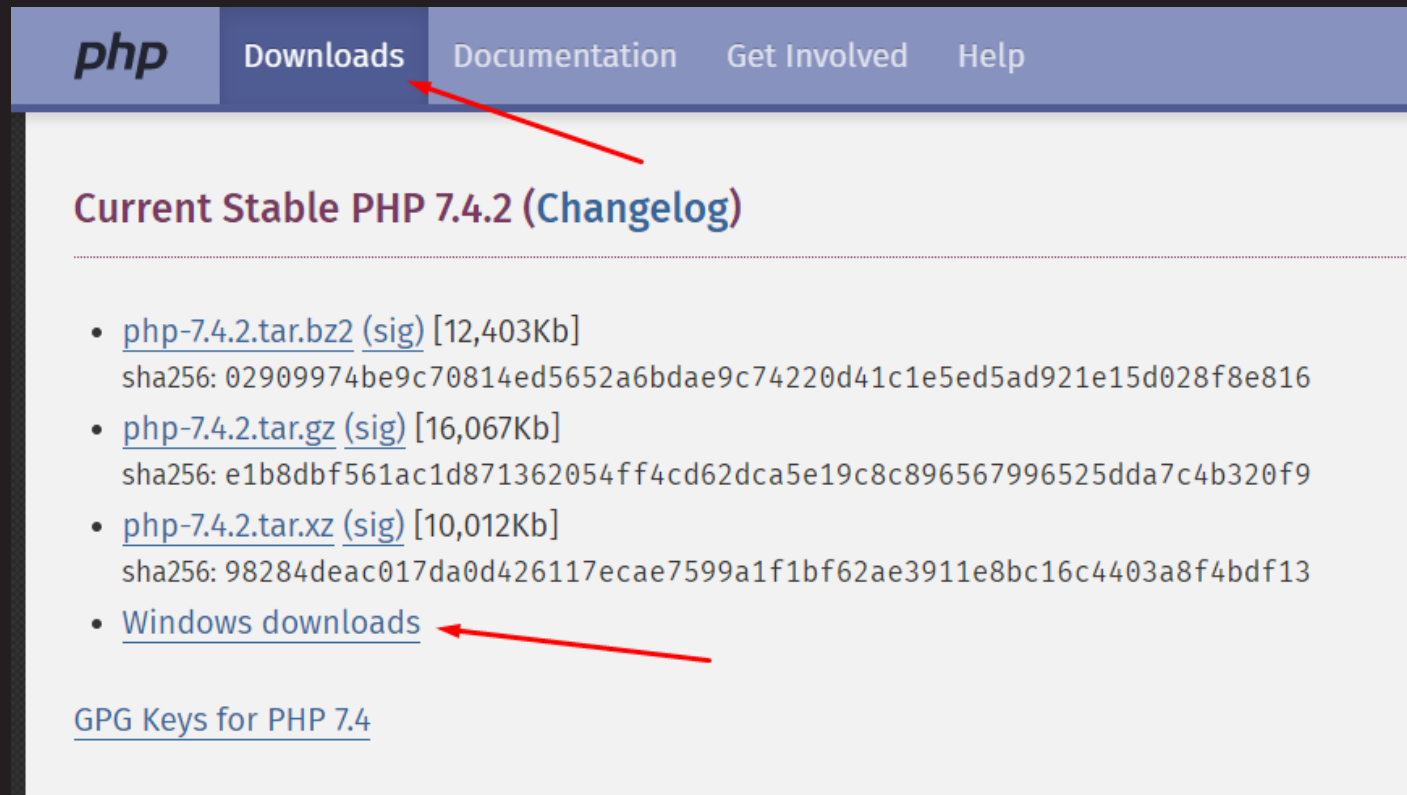 php Downloads Documentation Get Involved Help
Current Stable PHP 7.4.2 (Changelog)
• php-7.4.2.tar.bz2 (sig) [12,403Kb]
sha256: 02909974be9c70814ed5652a6bdae9c74220d41c1e5ed5ad921e15d028f8e816
• php-7.4.2.tar.gz (sig) [16,067Kb]
sha256: e1b8dbf561ac1d871362054ff4cd62dca5e19c8c896567996525dda7c4b320f9
• php-7.4.2.tar.xz (sig) [10,012Kb]
sha256: 98284deac017da0d426117ecae7599a1f1bf62ae3911e8bc16c4403a8f4bdf13
• Windows downloads
GPG Keys for PHP 7.4